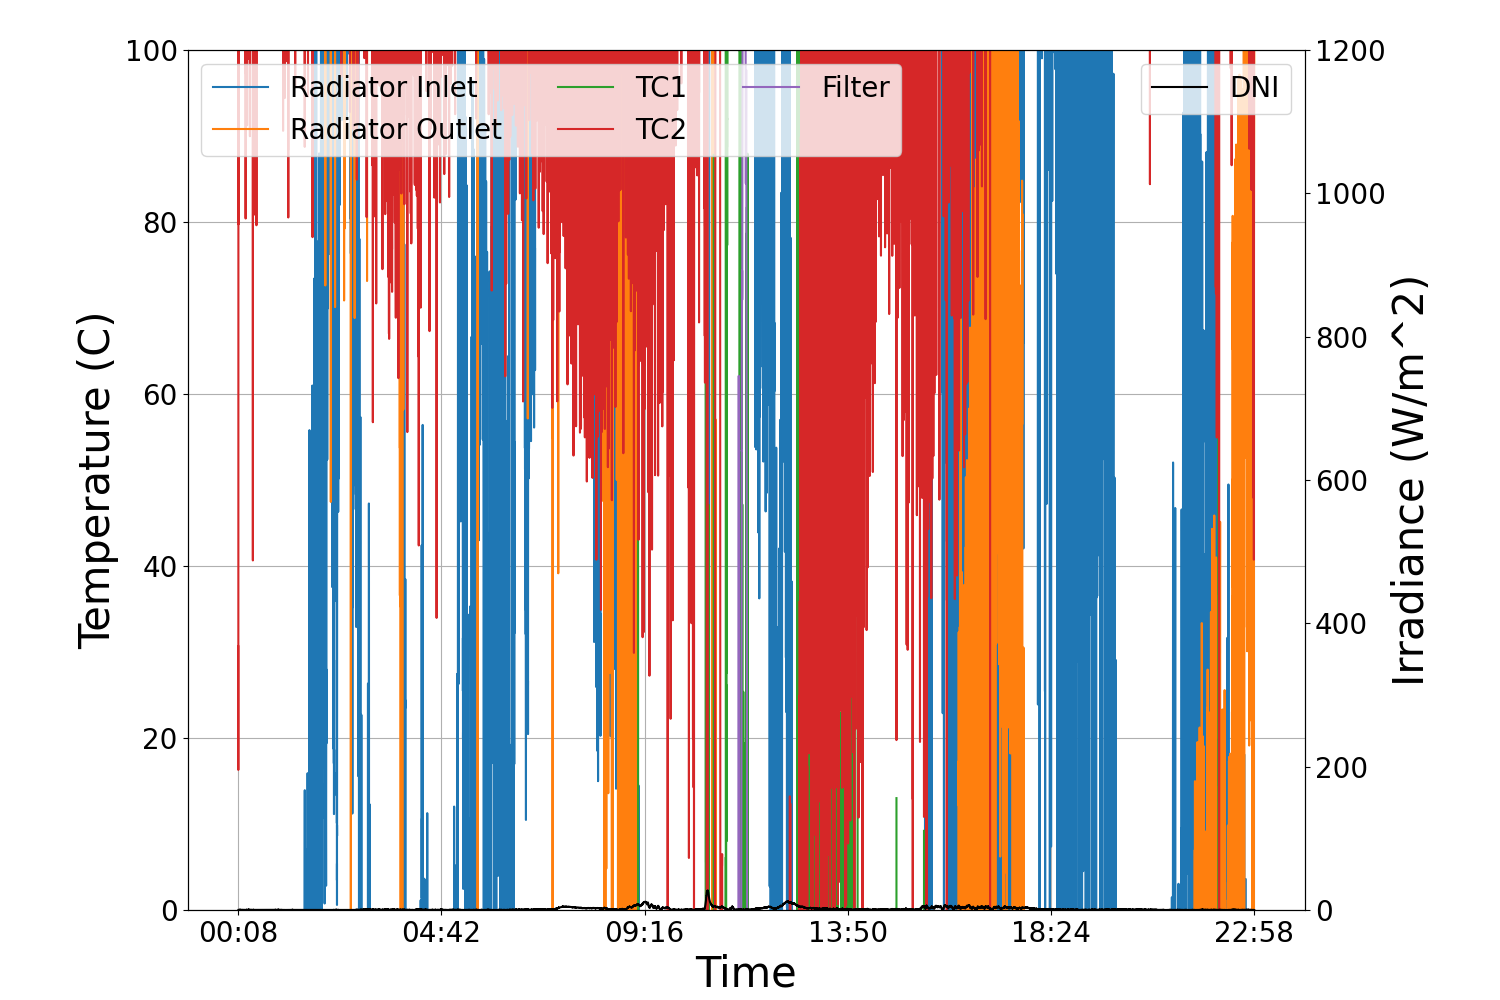 100
80
60
40
20
0
Temperature (C)
Radiator Inlet
Radiator Outlet
TC1
TC2
Filter
DNI
1200
1000
800
600
400
200
0
Irradiance (W/m^2)
00:08
04:42
09:16
13:50
18:24
22:58
Time